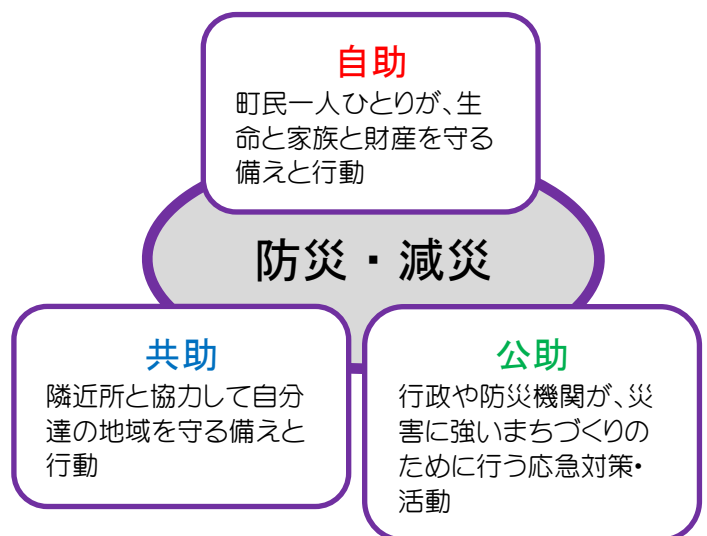 自助
町民一人ひとりが、生
命と家族と財産を守る
備えと行動
防災・減災
共助
隣近所と協力して自分
達の地域を守る備えと
行動
公助
行政や防災機関が、災
害に強いまちづくりの
ために行う応急対策・
活動